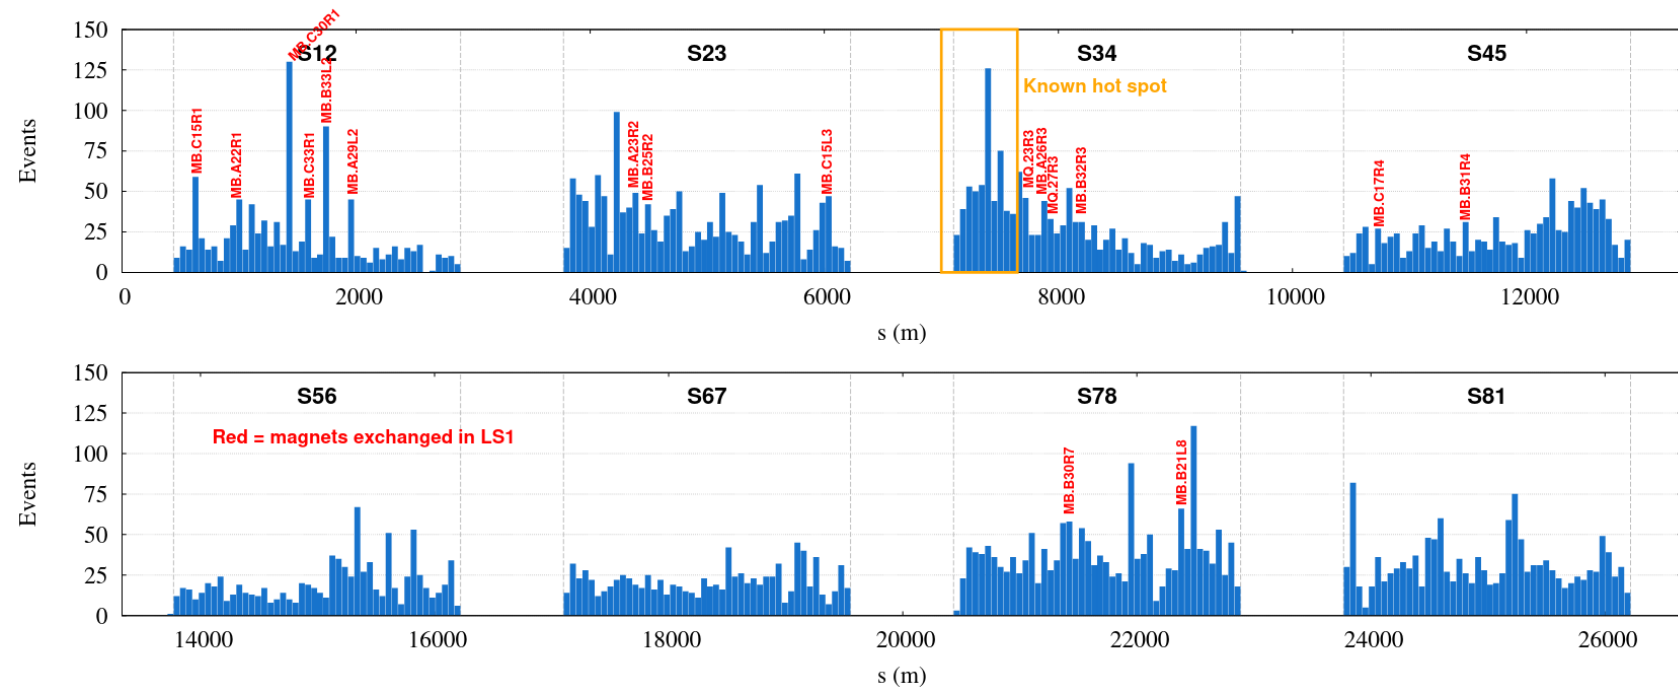 150
125
100
75
50
25
0
Events
S12
S23
S34
S45
Known hot spot
MB.C15R1
MB.A22R1
MB.C30R1
MB.C33R1
MB.B33L2
MB.A29L2
MB.A23R2
MB.B25R2
MB.C15L3
MQ.23R3
MB.A26R3
MQ.27R3
MB.B32R3
MB.C17R4
MB.B31R4
0
2000
4000
6000
8000
10000
12000
s (m)
150
125
100
75
50
25
0
Events
S56
S67
S78
S81
Red = magnets exchanged in LS1
MB.B30R7
MB.B21L8
14000
16000
18000
20000
22000
24000
26000
s (m)